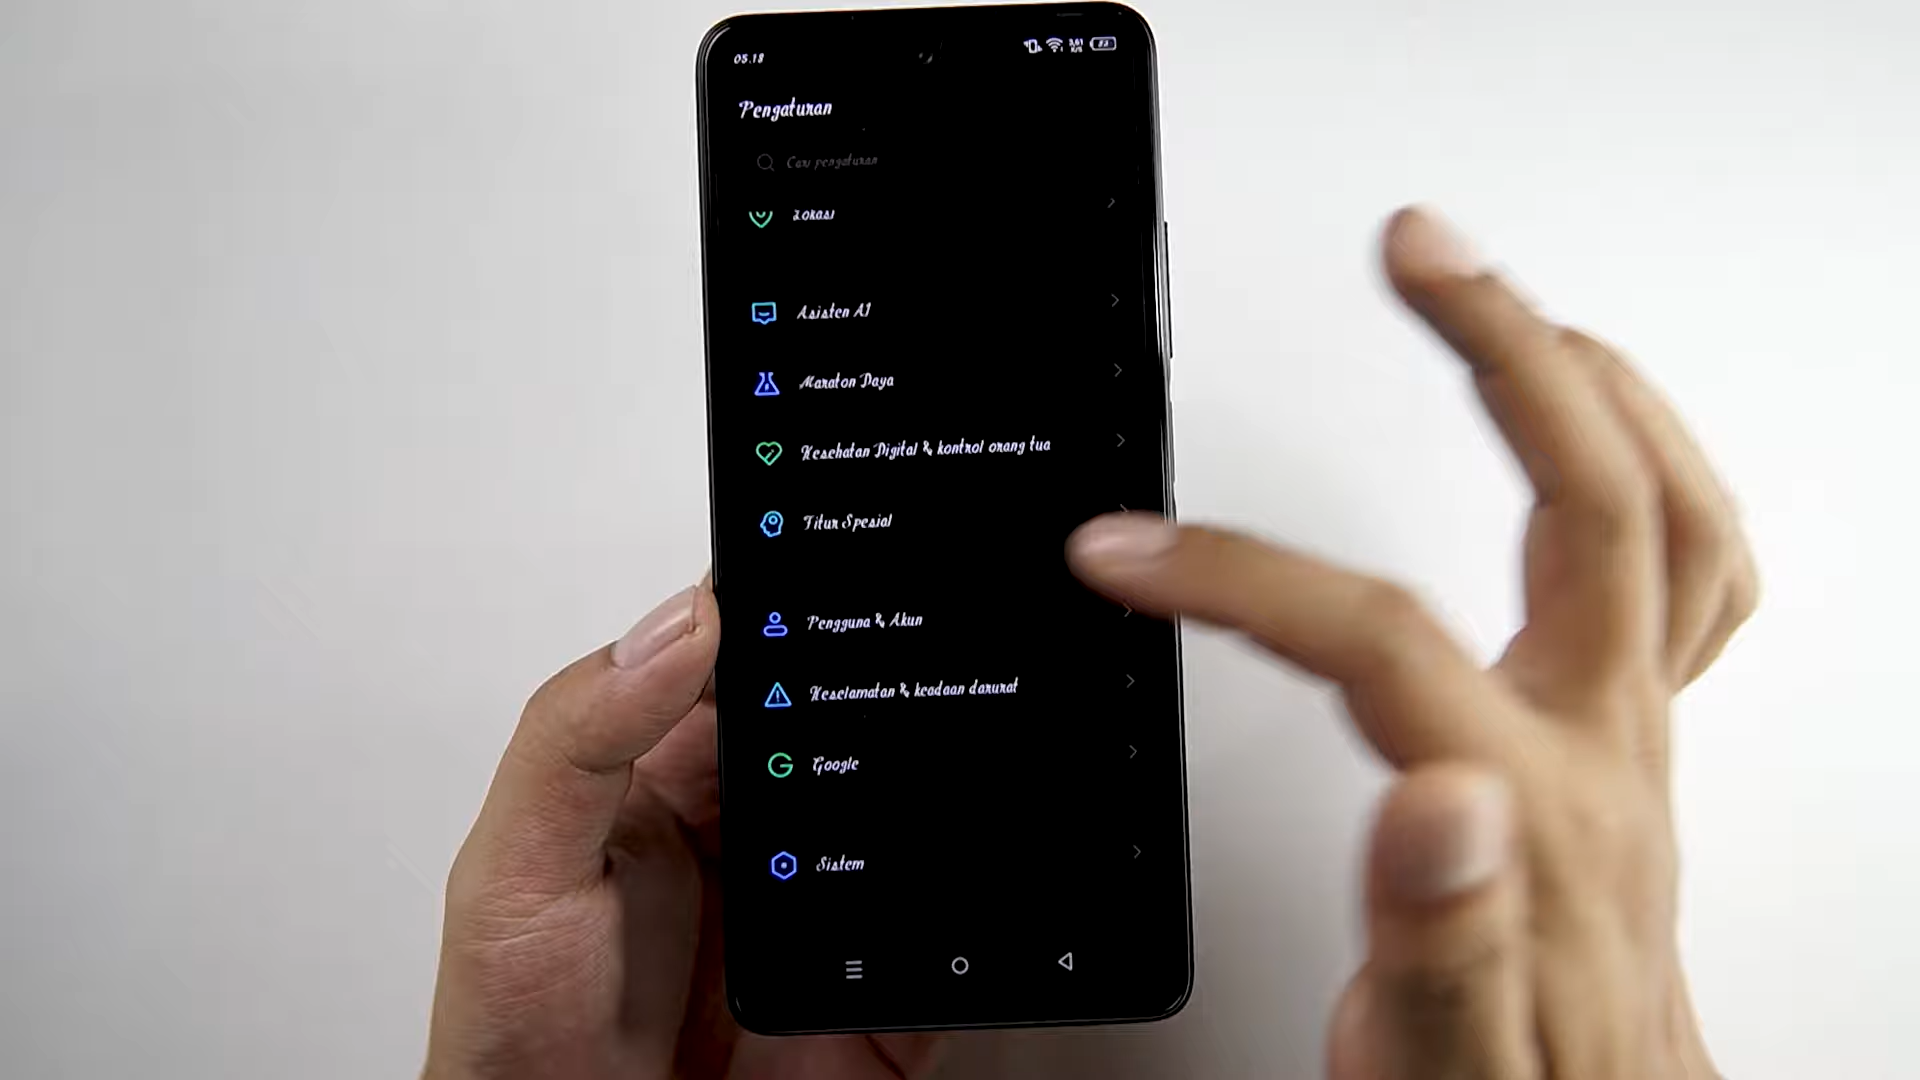 05.18
Pengaturan
Cari pengaturan
Lokasi
Asisten AI
Maraton Daya
Kesehatan Digital & kontrol orang tua
Fitur Spesial
Pengguna & Akun
Keselamatan & keadaan darurat
Google
Sistem